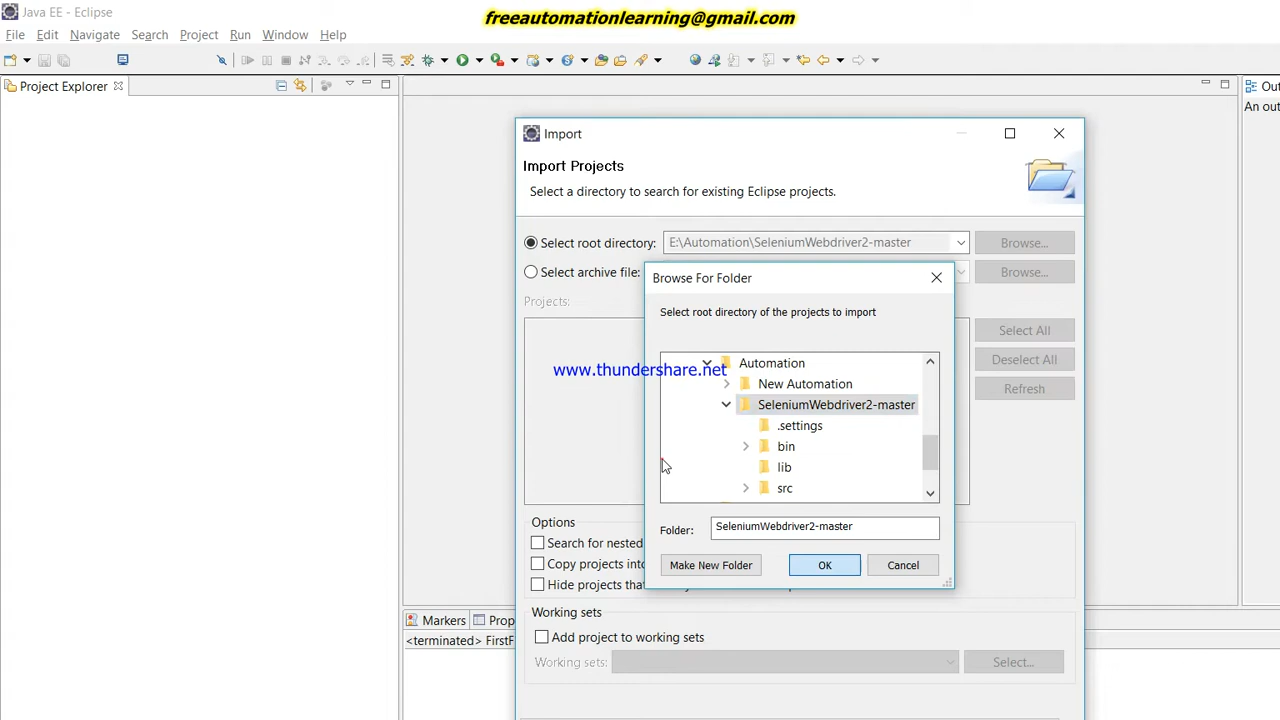 Java EE - Eclipse
freeautomationlearning@gmail.com
File Edit Navigate Search Project Run Window Help
Project Explorer
Out
An out
Import
Import Projects
Select a directory to search for existing Eclipse projects.
Select root directory: E:\Automation\SeleniumWebdriver2-master Browse...
Select archive file: Browse...
Browse For Folder
Select root directory of the projects to import
Projects:
Select All
Deselect All
Refresh
Automation
www.thundershare.net
New Automation
SeleniumWebdriver2-master
.settings
bin
lib
src
Folder: SeleniumWebdriver2-master
Make New Folder OK Cancel
Options
Search for nested
Copy projects into
Hide projects that
Working sets
Add project to working sets
Working sets: Select...
Markers Prop
<terminated> FirstF